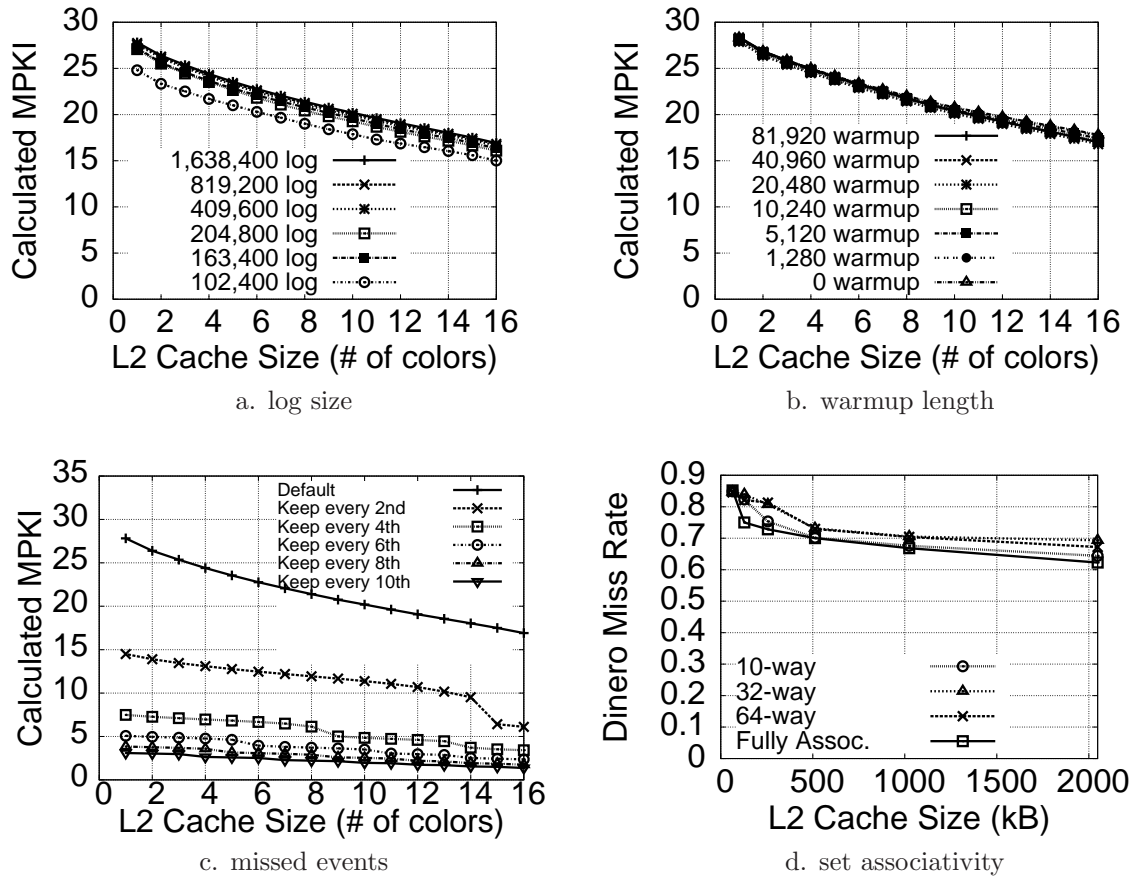 Calculated MPKI
30
25
20
15
10
5
0
1,638,400 log
819,200 log
409,600 log
204,800 log
163,400 log
102,400 log
0 2 4 6 8 10 12 14 16
L2 Cache Size (# of colors)
a. log size
Calculated MPKI
30
25
20
15
10
5
0
81,920 warmup
40,960 warmup
20,480 warmup
10,240 warmup
5,120 warmup
1,280 warmup
0 warmup
0 2 4 6 8 10 12 14 16
L2 Cache Size (# of colors)
b. warmup length
Calculated MPKI
35
30
25
20
15
10
5
0
Default
Keep every 2nd
Keep every 4th
Keep every 6th
Keep every 8th
Keep every 10th
0 2 4 6 8 10 12 14 16
L2 Cache Size (# of colors)
c. missed events
Dinero Miss Rate
0.9
0.8
0.7
0.6
0.5
0.4
0.3
0.2
0.1
0
10-way
32-way
64-way
Fully Assoc.
0 500 1000 1500 2000
L2 Cache Size (kB)
d. set associativity